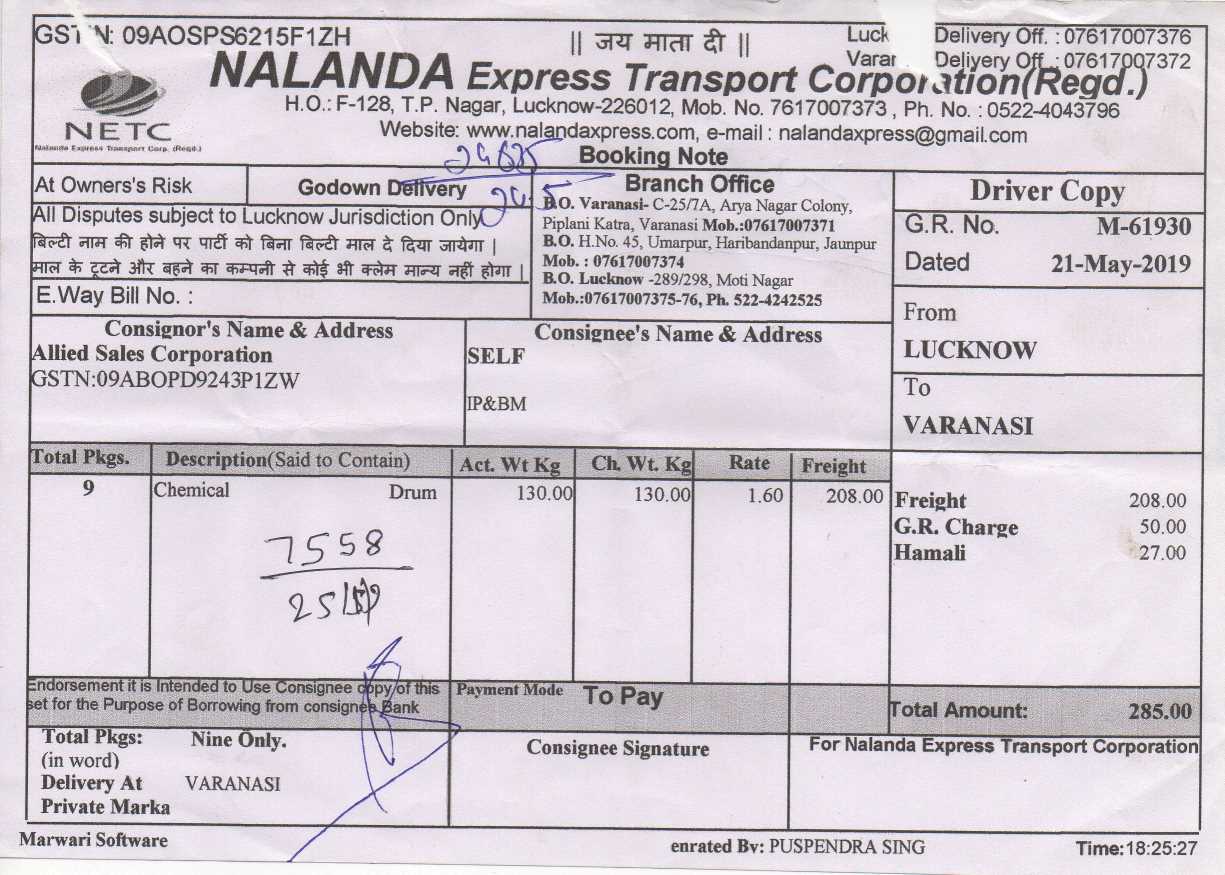 GSTN: 09AOSPS6215F1ZH
|| जय माता दी ||
Delivery Off. : 07617007376
Delivery Off. : 07617007372
NALANDA Express Transport Corporation(Regd.)
H.O.: F-128, T.P. Nagar, Lucknow-226012, Mob. No. 7617007373 , Ph. No. : 0522-4043796
Website: www.nalandaxpress.com, e-mail : nalandaxpress@gmail.com
NETC
Nalanda Express Transport Corp. (Regd.)
Booking Note
At Owners's Risk
Godown Delivery
All Disputes subject to Lucknow Jurisdiction Only
बिल्टी नाम की होने पर पार्टी को बिना बिल्टी माल दे दिया जायेगा |
माल के टूटने और बहने का कम्पनी से कोई भी क्लेम मान्य नहीं होगा |
E.Way Bill No. :
Branch Office
B.O. Varanasi- C-25/7A, Arya Nagar Colony,
Piplani Katra, Varanasi Mob.:07617007371
B.O. H.No. 45, Umarpur, Haribandanpur, Jaunpur
Mob. : 07617007374
B.O. Lucknow -289/298, Moti Nagar
Mob.:07617007375-76, Ph. 522-4242525
Driver Copy
G.R. No. M-61930
Dated 21-May-2019
From
LUCKNOW
To
VARANASI
Consignor's Name & Address
Allied Sales Corporation
GSTN:09ABOPD9243P1ZW
Consignee's Name & Address
SELF
IP&BM
Total Pkgs. Description(Said to Contain) Act. Wt Kg Ch. Wt. Kg Rate Freight
9 Chemical Drum 130.00 130.00 1.60 208.00
7558
Freight 208.00
G.R. Charge 50.00
Hamali 27.00
Endorsement it is Intended to Use Consignee copy of this
set for the Purpose of Borrowing from consignee Bank
Payment Mode To Pay
Total Amount: 285.00
Total Pkgs: Nine Only.
(in word)
Delivery At VARANASI
Private Marka
Consignee Signature
For Nalanda Express Transport Corporation
Marwari Software
enrated By: PUSPENDRA SING
Time:18:25:27